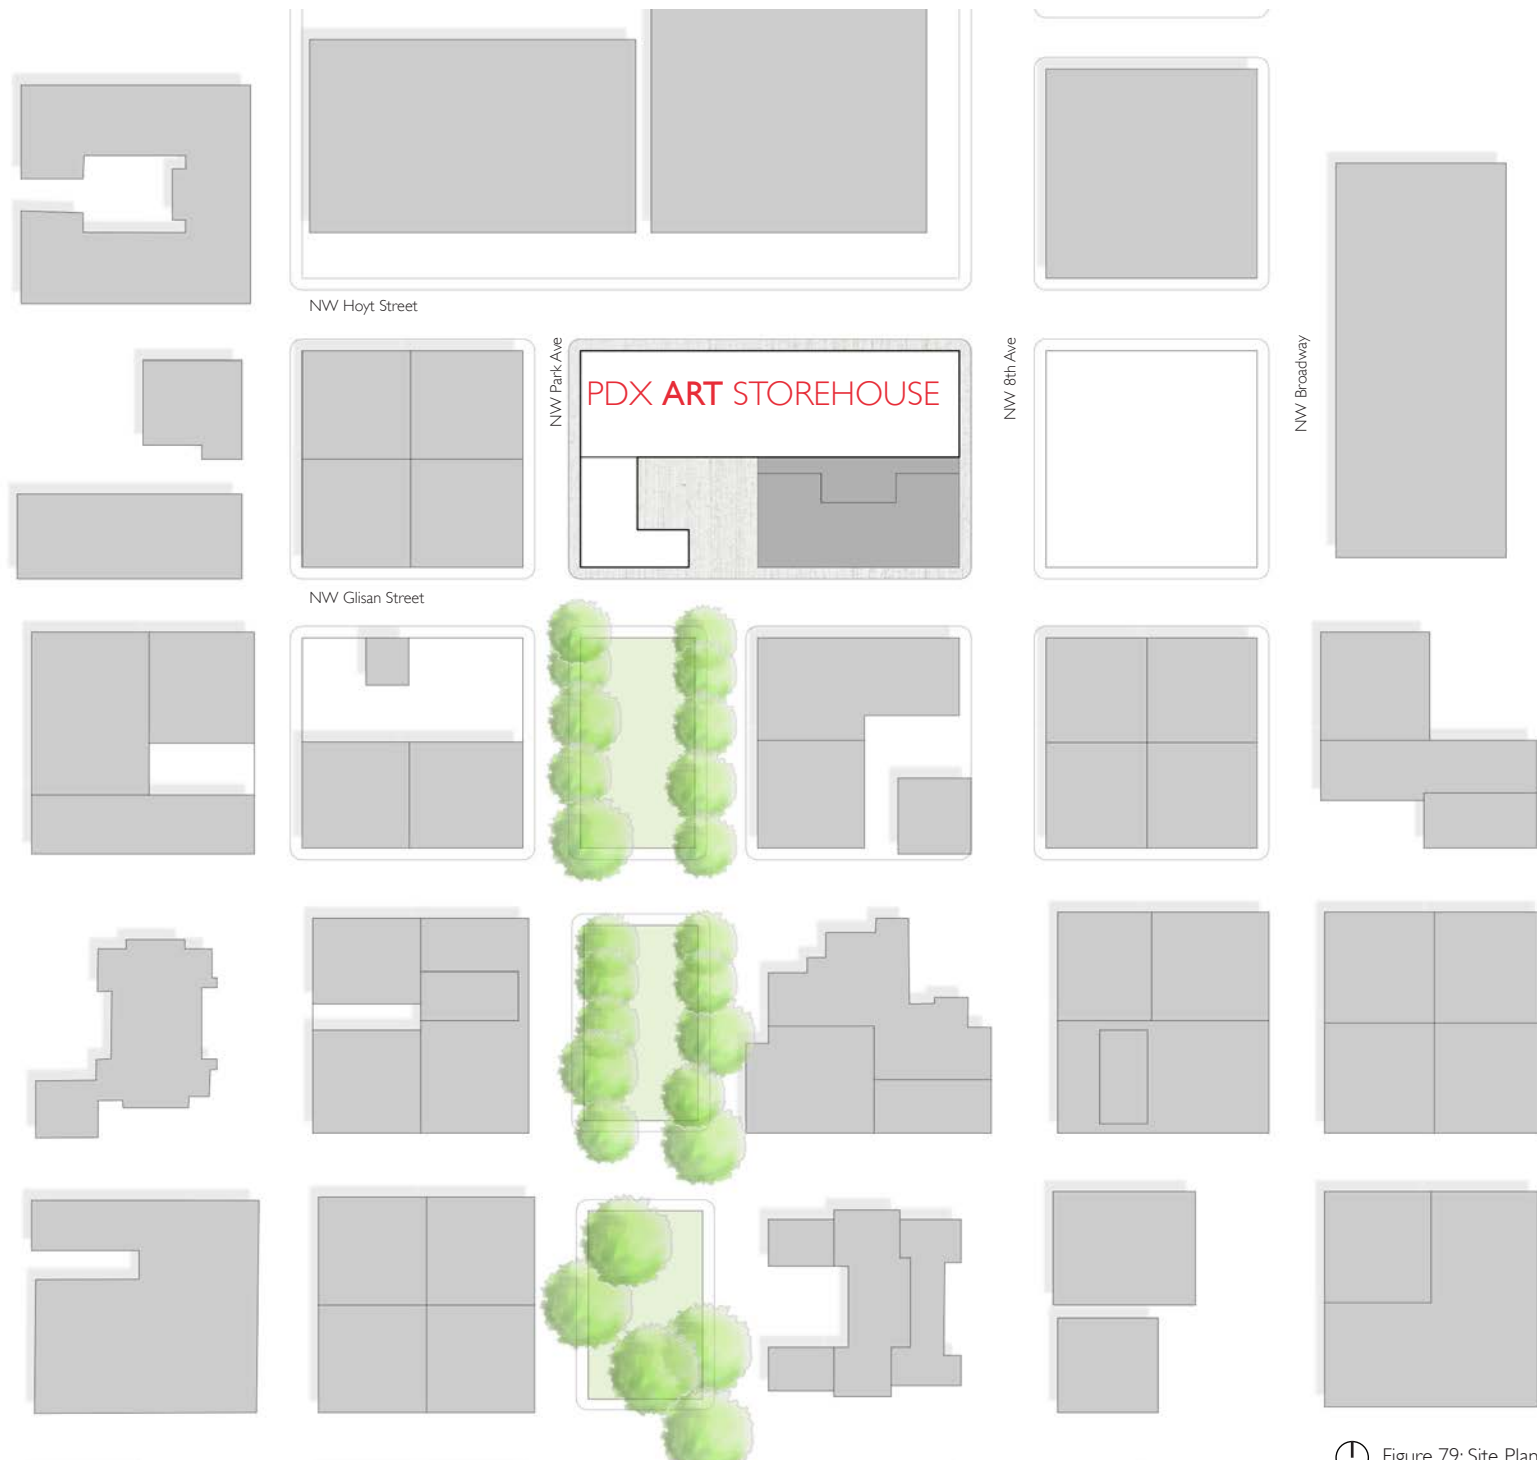 NW Hoyt Street
NW Park Ave
PDX ART STOREHOUSE
NW 8th Ave
NW Broadway
NW Glisan Street
Figure 79: Site Plan